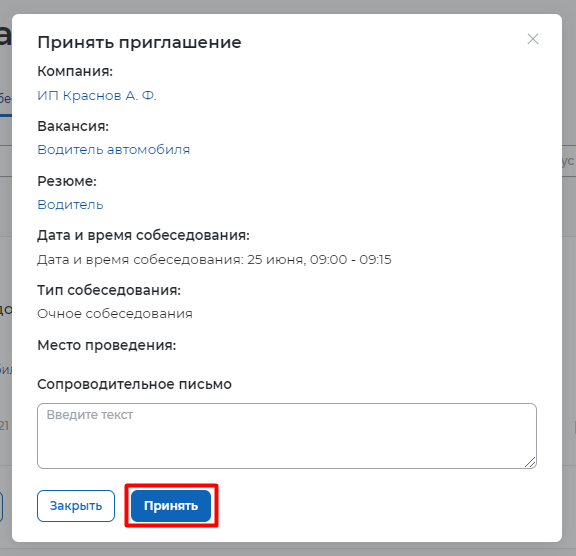 Принять приглашение
Компания:
ИП Краснов А. Ф.
Вакансия:
Водитель автомобиля
Резюме:
Водитель
Дата и время собеседования:
Дата и время собеседования: 25 июня, 09:00 - 09:15
Тип собеседования:
Очное собеседования
Место проведения:
Сопроводительное письмо
Введите текст
Закрыть
Принять